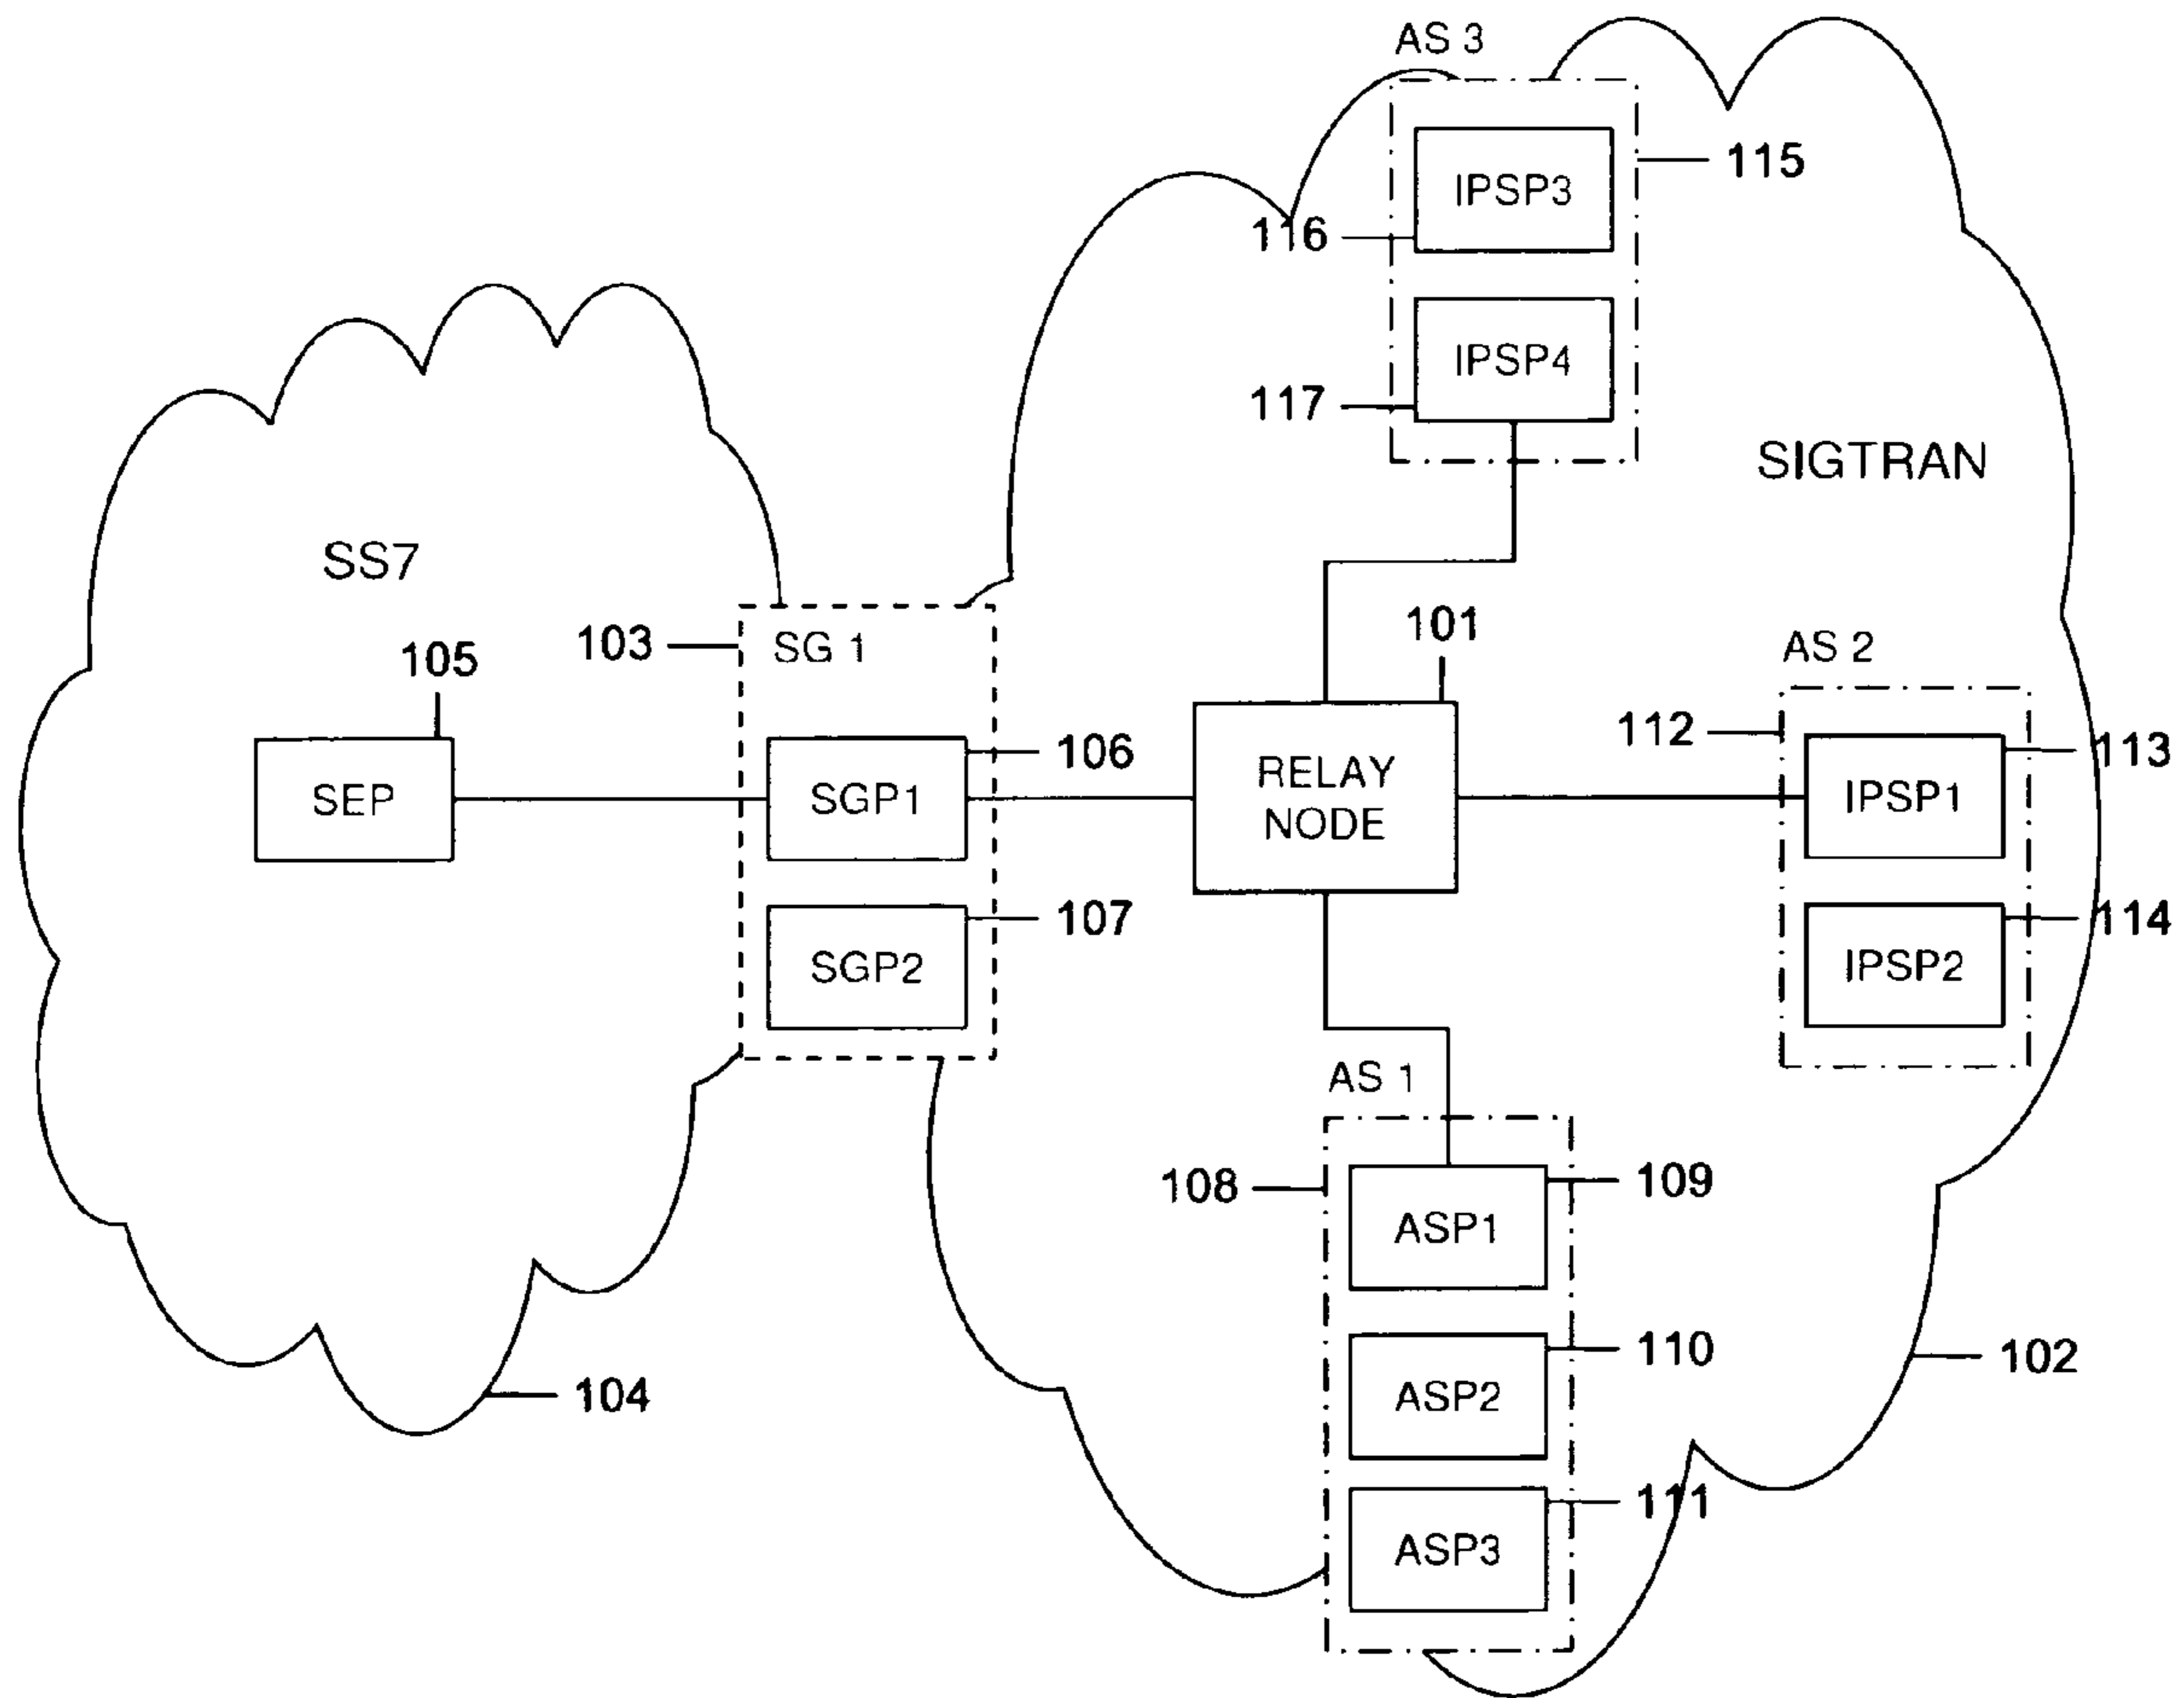 AS 3
IPSP3
115
116
IPSP4
117
SIGTRAN
SS7
101
103
SG 1
AS 2
105
112
106
113
SEP
SGP1
RELAY
NODE
IPSP1
107
114
SGP2
IPSP2
AS 1
108
109
ASP1
110
102
104
ASP2
111
ASP3